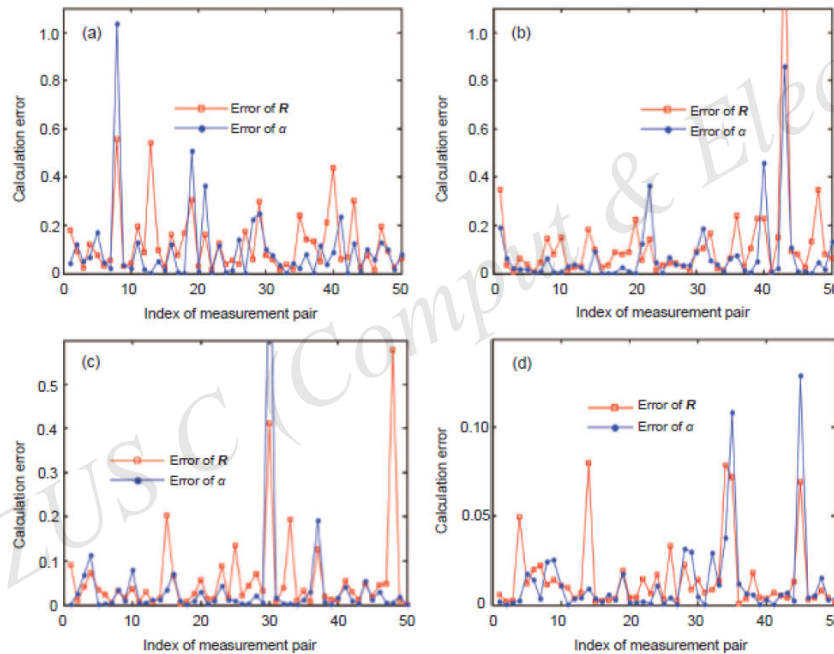 (a)
1.0
0.8
0.6
0.4
0.2
0
Calculation error
Error of R
Error of α
0 10 20 30 40 50
Index of measurement pair
(b)
1.0
0.8
0.6
0.4
0.2
0
Calculation error
Error of R
Error of α
0 10 20 30 40 50
Index of measurement pair
(c)
0.5
0.4
0.3
0.2
0.1
0
Calculation error
Error of R
Error of α
0 10 20 30 40 50
Index of measurement pair
(d)
0.10
0.05
0
Calculation error
Error of R
Error of α
0 10 20 30 40 50
Index of measurement pair
ZUS C (Comput & Elec